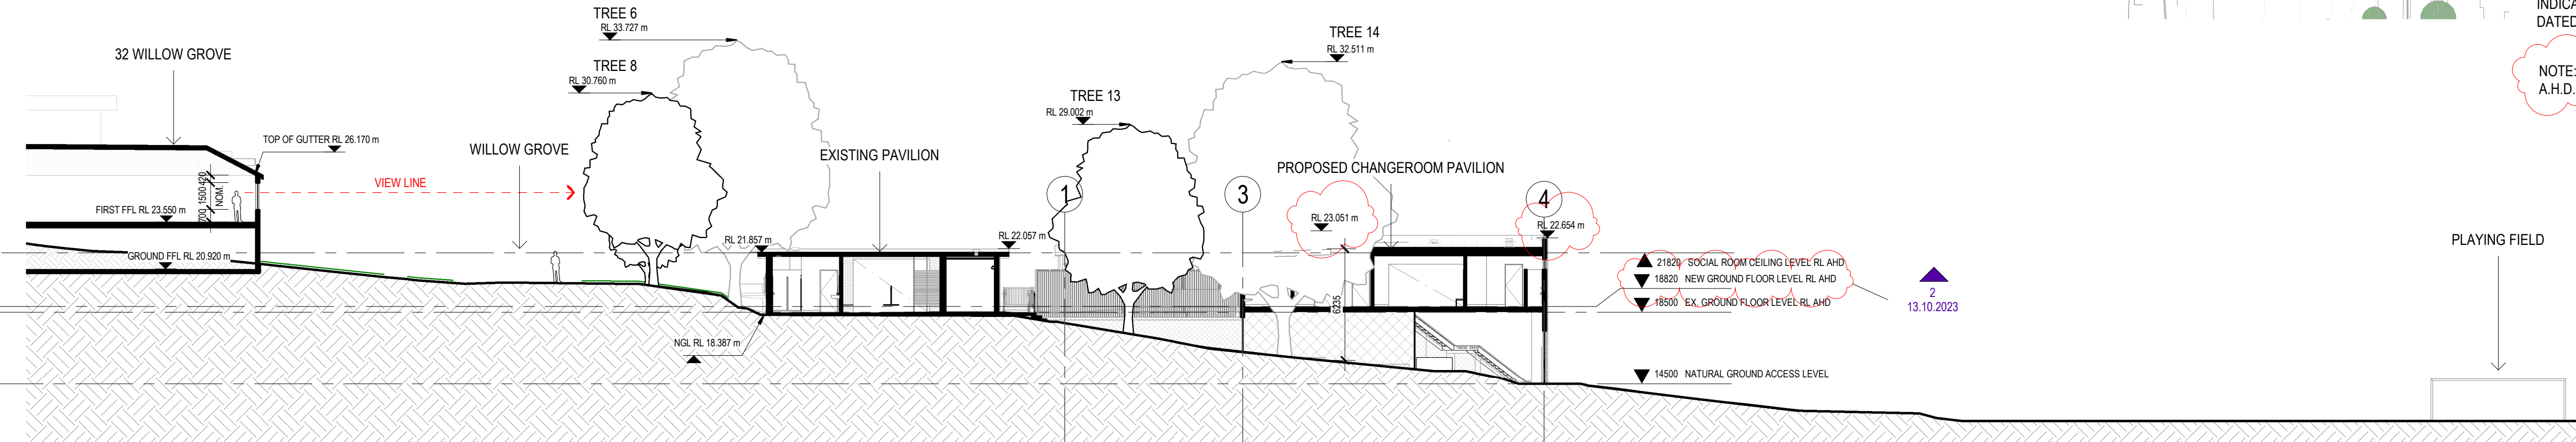 INDICA
DATED
NOTE:
A.H.D.
TREE 6
RL 33.727 m
TREE 14
RL 32.511 m
32 WILLOW GROVE
TREE 8
RL 30.760 m
TREE 13
RL 29.002 m
TOP OF GUTTER RL 26.170 m
WILLOW GROVE
EXISTING PAVILION
PROPOSED CHANGEROOM PAVILION
VIEW LINE
420
1500
NOM.
700
FIRST FFL RL 23.550 m
1
3
4
RL 23.051 m
RL 22.654 m
RL 21.857 m
RL 22.057 m
PLAYING FIELD
GROUND FFL RL 20.920 m
21820 SOCIAL ROOM CEILING LEVEL RL AHD
18820 NEW GROUND FLOOR LEVEL RL AHD
18500 EX. GROUND FLOOR LEVEL RL AHD
2
13.10.2023
6235
NGL RL 18.387 m
14500 NATURAL GROUND ACCESS LEVEL